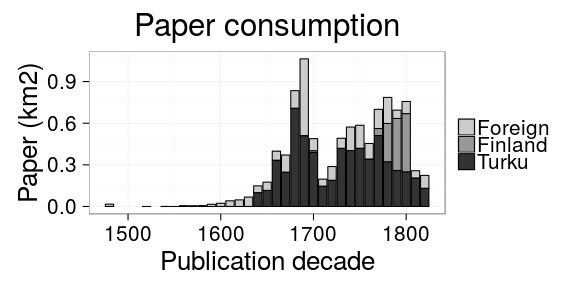 Paper consumption
Paper (km2)
0.9
0.6
0.3
0.0
1500 1600 1700 1800
Publication decade
Foreign
Finland
Turku